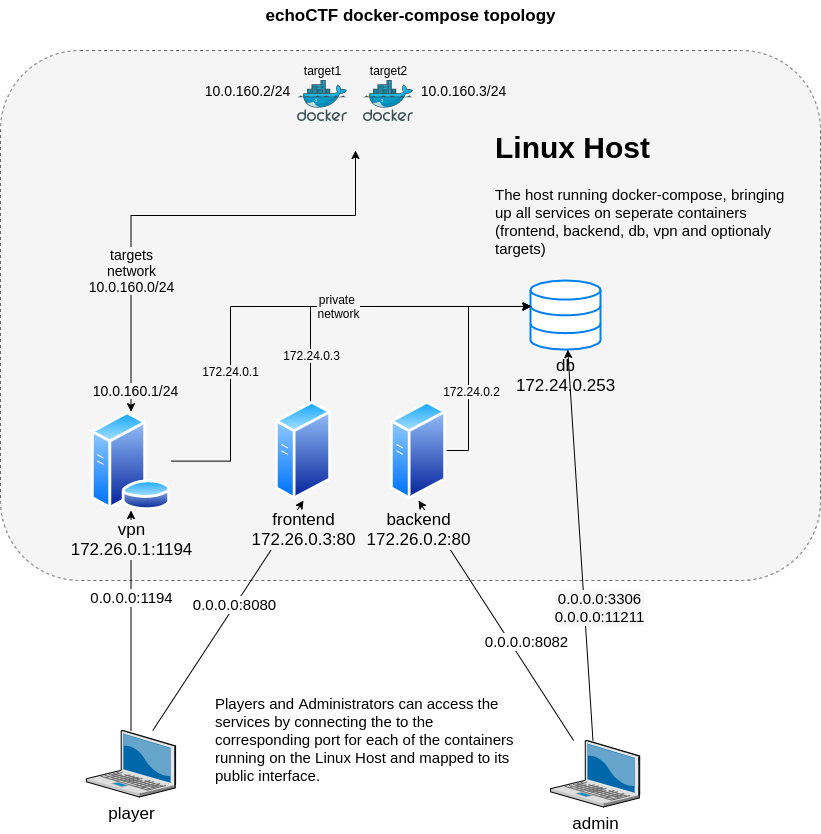 echoCTF docker-compose topology
target1
target2
10.0.160.2/24
10.0.160.3/24
docker
docker
Linux Host
The host running docker-compose, bringing
up all services on seperate containers
(frontend, backend, db, vpn and optionaly
targets)
targets
network
10.0.160.0/24
private
network
172.24.0.3
172.24.0.1
db
172.24.0.253
10.0.160.1/24
172.24.0.2
vpn
172.26.0.1:1194
frontend
172.26.0.3:80
backend
172.26.0.2:80
0.0.0.0:1194
0.0.0.0:8080
0.0.0.0:3306
0.0.0.0:11211
0.0.0.0:8082
Players and Administrators can access the
services by connecting the to the
corresponding port for each of the containers
running on the Linux Host and mapped to its
public interface.
player
admin